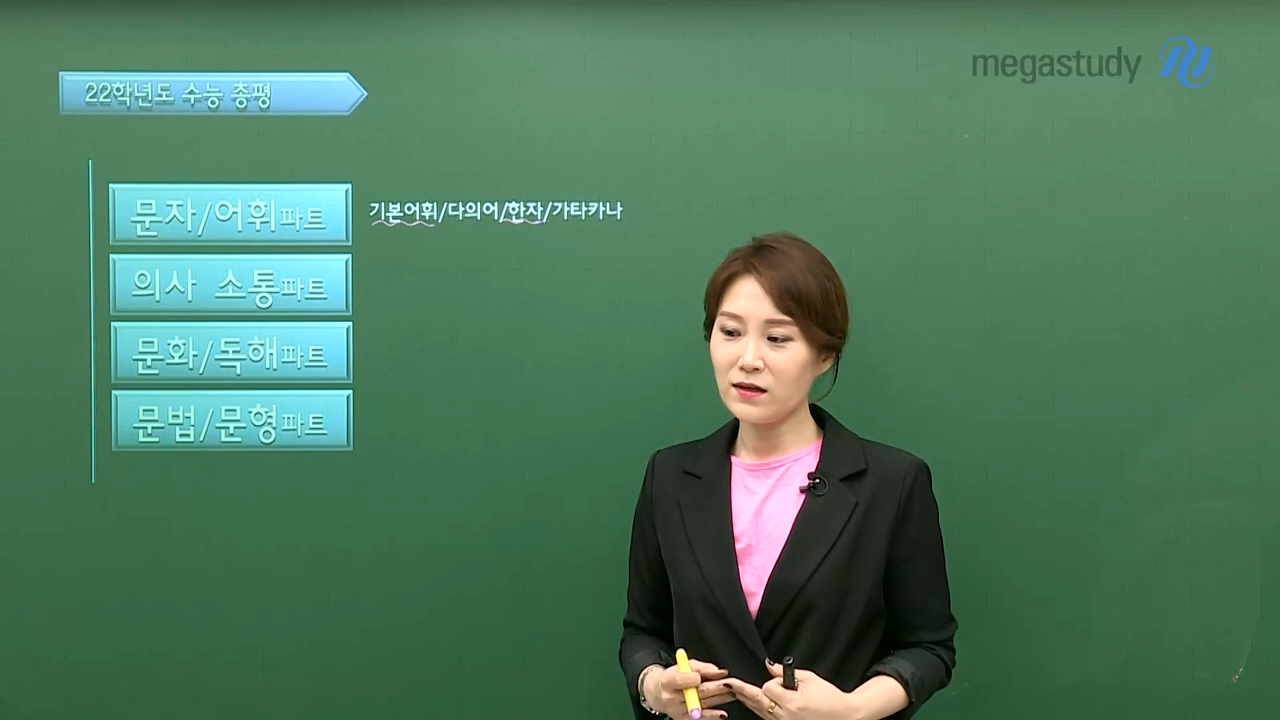 megastudy
22학년도 수능 총평
문자/어휘파트
기본어휘/다의어/한자/가타카나
의사 소통파트
문화/독해파트
문법/문형파트